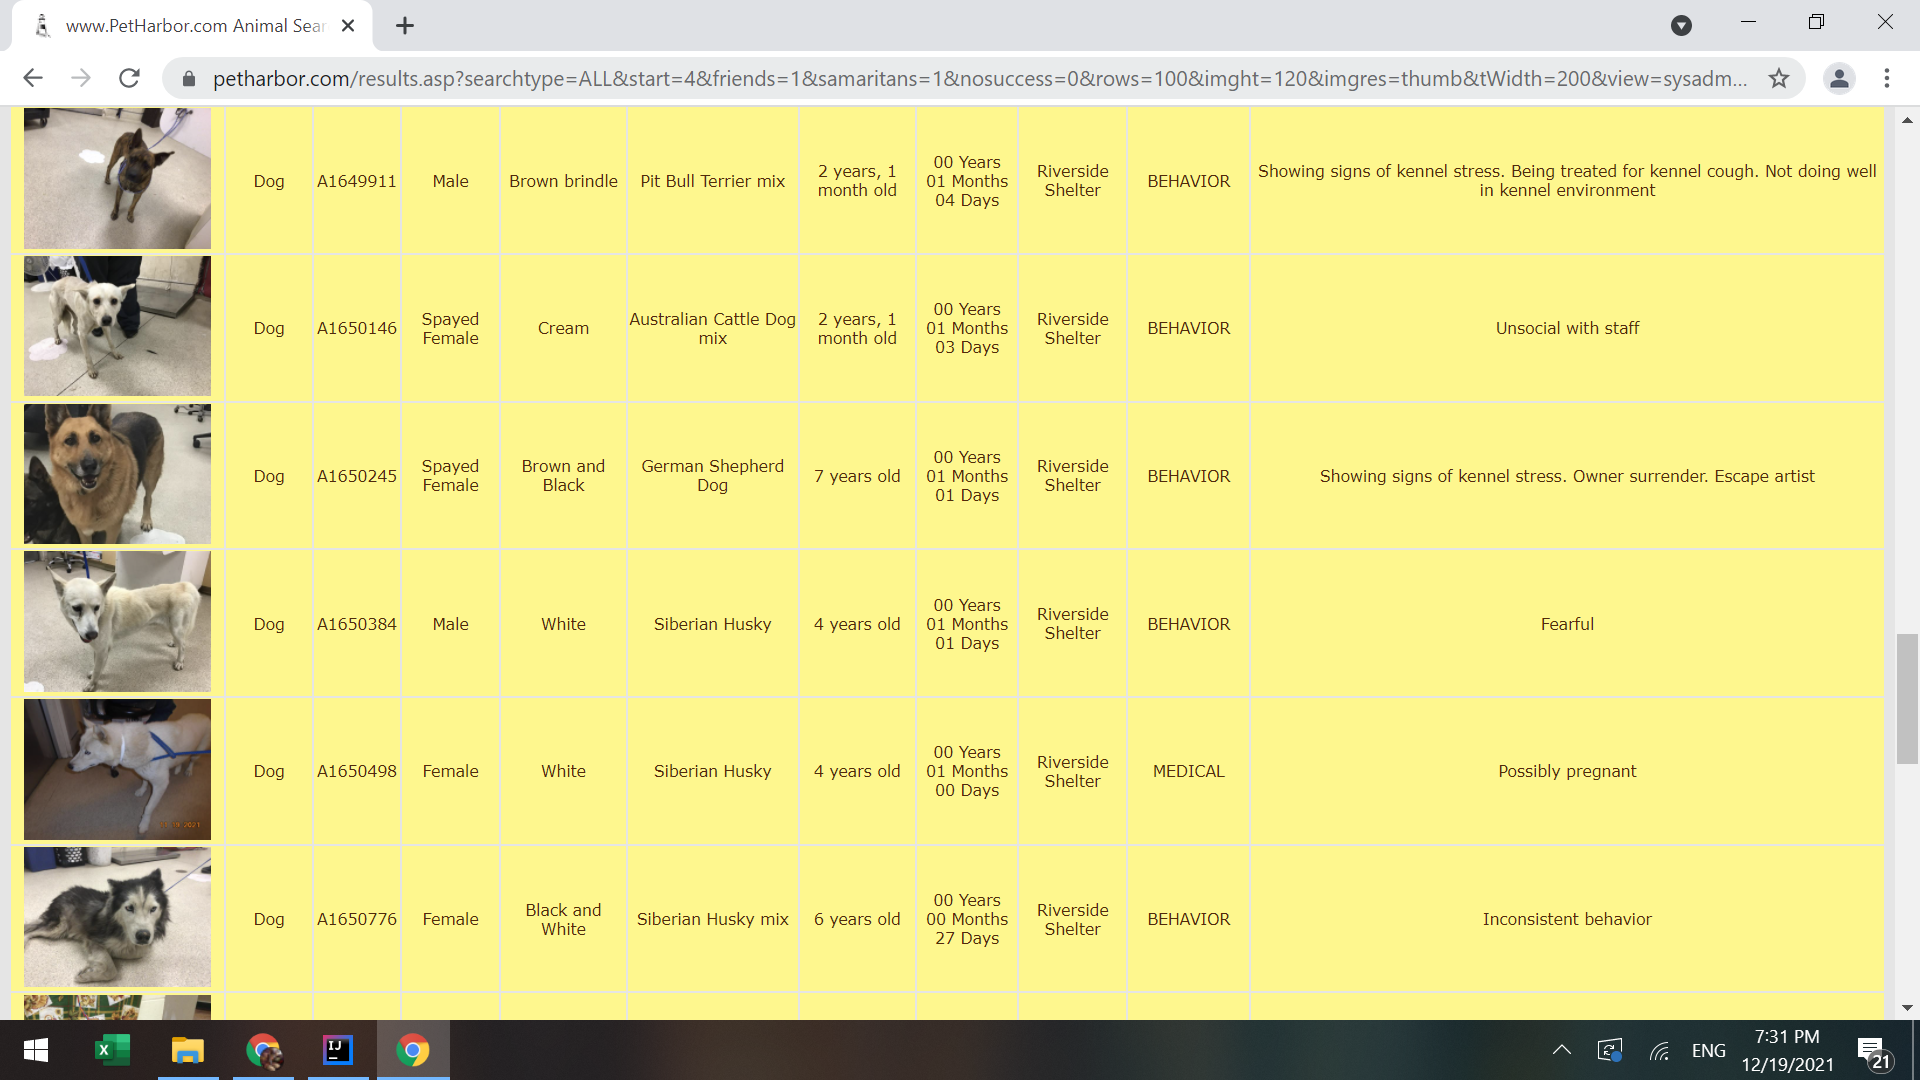 www.PetHarbor.com Animal Sear
petharbor.com/results.asp?searchtype=ALL&start=4&friends=1&samaritans=1&nosuccess=0&rows=100&imght=120&imgres=thumb&tWidth=200&view=sysadm...
Dog
A1649911
Male
Brown brindle
Pit Bull Terrier mix
2 years, 1
month old
00 Years
01 Months
04 Days
Riverside
Shelter
BEHAVIOR
Showing signs of kennel stress. Being treated for kennel cough. Not doing well
in kennel environment
Dog
A1650146
Spayed
Female
Cream
Australian Cattle Dog
mix
2 years, 1
month old
00 Years
01 Months
03 Days
Riverside
Shelter
BEHAVIOR
Unsocial with staff
Dog
A1650245
Spayed
Female
Brown and
Black
German Shepherd
Dog
7 years old
00 Years
01 Months
01 Days
Riverside
Shelter
BEHAVIOR
Showing signs of kennel stress. Owner surrender. Escape artist
Dog
A1650384
Male
White
Siberian Husky
4 years old
00 Years
01 Months
01 Days
Riverside
Shelter
BEHAVIOR
Fearful
Dog
A1650498
Female
White
Siberian Husky
4 years old
00 Years
01 Months
00 Days
Riverside
Shelter
MEDICAL
Possibly pregnant
Dog
A1650776
Female
Black and
White
Siberian Husky mix
6 years old
00 Years
00 Months
27 Days
Riverside
Shelter
BEHAVIOR
Inconsistent behavior
X
IJ
ENG
7:31 PM
12/19/2021
21